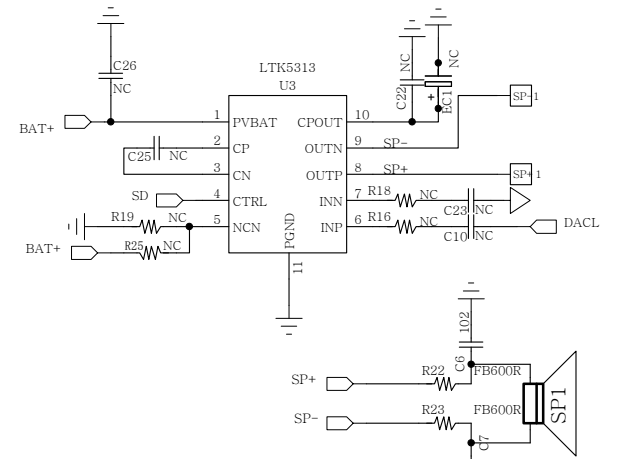 C26
NC
LTK5313
U3
NC
C22
NC
EC1
+
BAT+
1
PVBAT
CPOUT
10
SP-1
2
CP
OUTN
9
SP-
C25
NC
3
CN
OUTP
8
SP+
SP+1
SD
4
CTRL
INN
7
R18
NC
C23
NC
R19
NC
5
NCN
INP
6
R16
NC
C10
NC
DACL
BAT+
R25
NC
PGND
11
102
C6
SP+
R22
FB600R
SP-
R23
FB600R
C7
SP1